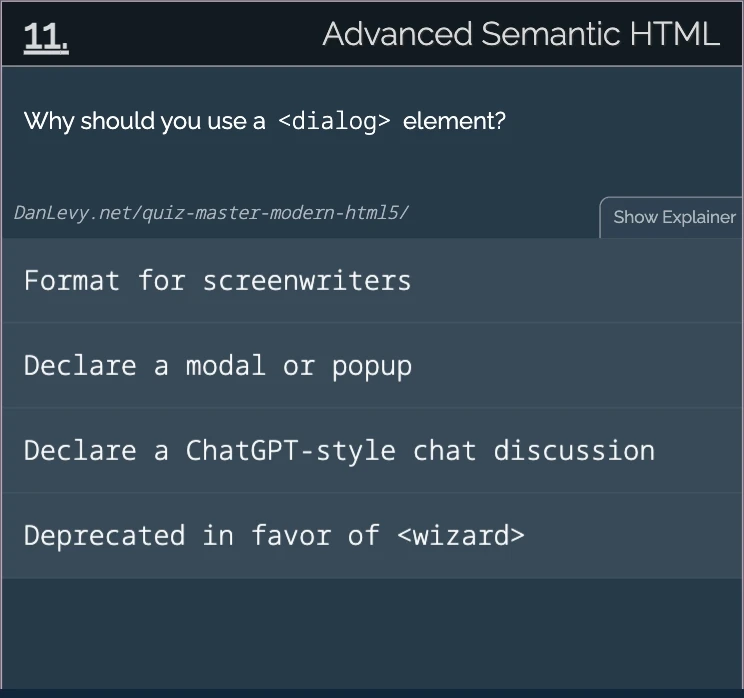 11.
Advanced Semantic HTML
Why should you use a <dialog> element?
DanLevy.net/quiz-master-modern-html5/
Show Explainer
Format for screenwriters
Declare a modal or popup
Declare a ChatGPT-style chat discussion
Deprecated in favor of <wizard>